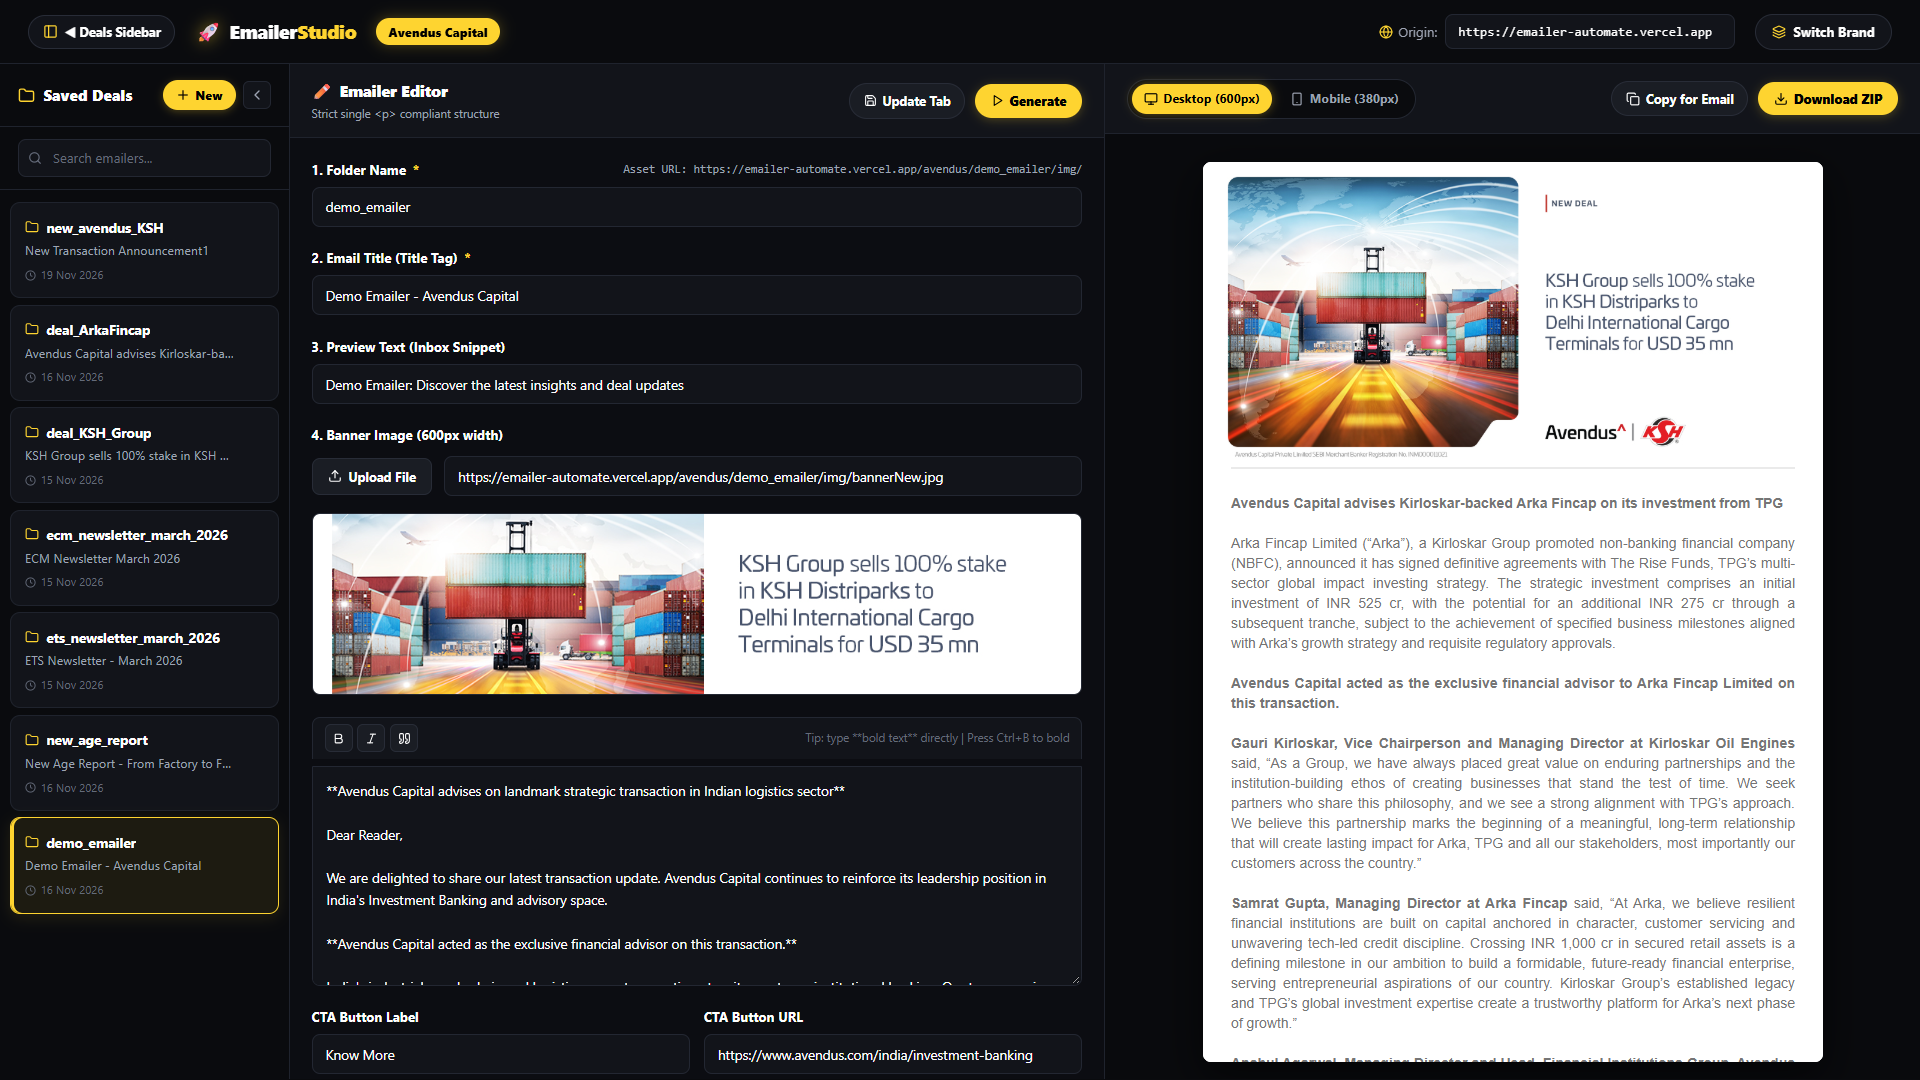 ◀ Deals Sidebar
🚀 EmailerStudio
Avendus Capital
Origin:
https://emailer-automate.vercel.app
Switch Brand
Saved Deals
+ New
Search emailers...
new_avendus_KSH
New Transaction Announcement1
19 Nov 2026
deal_ArkaFincap
Avendus Capital advises Kirloskar-ba...
16 Nov 2026
deal_KSH_Group
KSH Group sells 100% stake in KSH ...
15 Nov 2026
ecm_newsletter_march_2026
ECM Newsletter March 2026
15 Nov 2026
ets_newsletter_march_2026
ETS Newsletter - March 2026
15 Nov 2026
new_age_report
New Age Report - From Factory to F...
16 Nov 2026
demo_emailer
Demo Emailer - Avendus Capital
16 Nov 2026
Emailer Editor
Strict single <p> compliant structure
Update Tab
Generate
1. Folder Name *
Asset URL: https://emailer-automate.vercel.app/avendus/demo_emailer/img/
demo_emailer
2. Email Title (Title Tag) *
Demo Emailer - Avendus Capital
3. Preview Text (Inbox Snippet)
Demo Emailer: Discover the latest insights and deal updates
4. Banner Image (600px width)
Upload File
https://emailer-automate.vercel.app/avendus/demo_emailer/img/bannerNew.jpg
KSH Group sells 100% stake
in KSH Distriparks to
Delhi International Cargo
Terminals for USD 35 mn
B
I
Tip: type **bold text** directly | Press Ctrl+B to bold
**Avendus Capital advises on landmark strategic transaction in Indian logistics sector**
Dear Reader,
We are delighted to share our latest transaction update. Avendus Capital continues to reinforce its leadership position in
India's Investment Banking and advisory space.
**Avendus Capital acted as the exclusive financial advisor on this transaction.**
CTA Button Label
CTA Button URL
Know More
https://www.avendus.com/india/investment-banking
Desktop (600px)
Mobile (380px)
Copy for Email
Download ZIP
NEW DEAL
KSH Group sells 100% stake
in KSH Distriparks to
Delhi International Cargo
Terminals for USD 35 mn
Avendus^ | KSH
Avendus Capital Private Limited SEBI Merchant Banker Registration No.
Avendus Capital advises Kirloskar-backed Arka Fincap on its investment from TPG
Arka Fincap Limited (“Arka”), a Kirloskar Group promoted non-banking financial company
(NBFC), announced it has signed definitive agreements with The Rise Funds, TPG’s multi-
sector global impact investing strategy. The strategic investment comprises an initial
investment of INR 525 cr, with the potential for an additional INR 275 cr through a
subsequent tranche, subject to the achievement of specified business milestones aligned
with Arka’s growth strategy and requisite regulatory approvals.
Avendus Capital acted as the exclusive financial advisor to Arka Fincap Limited on
this transaction.
Gauri Kirloskar, Vice Chairperson and Managing Director at Kirloskar Oil Engines
said, “As a Group, we have always placed great value on enduring partnerships and the
institution-building ethos of creating businesses that stand the test of time. We seek
partners who share this philosophy, and we see a strong alignment with TPG’s approach.
We believe this partnership marks the beginning of a meaningful, long-term relationship
that will create lasting impact for Arka, TPG and all our stakeholders, most importantly our
customers across the country.”
Samrat Gupta, Managing Director at Arka Fincap said, “At Arka, we believe resilient
financial institutions are built on capital anchored in character, customer servicing and
unwavering tech-led credit discipline. Crossing INR 1,000 cr in secured retail assets is a
defining milestone in our ambition to build a formidable, future-ready financial enterprise,
serving entrepreneurial aspirations of our country. Kirloskar Group’s established legacy
and TPG’s global investment expertise create a trustworthy platform for Arka’s next phase
of growth.”